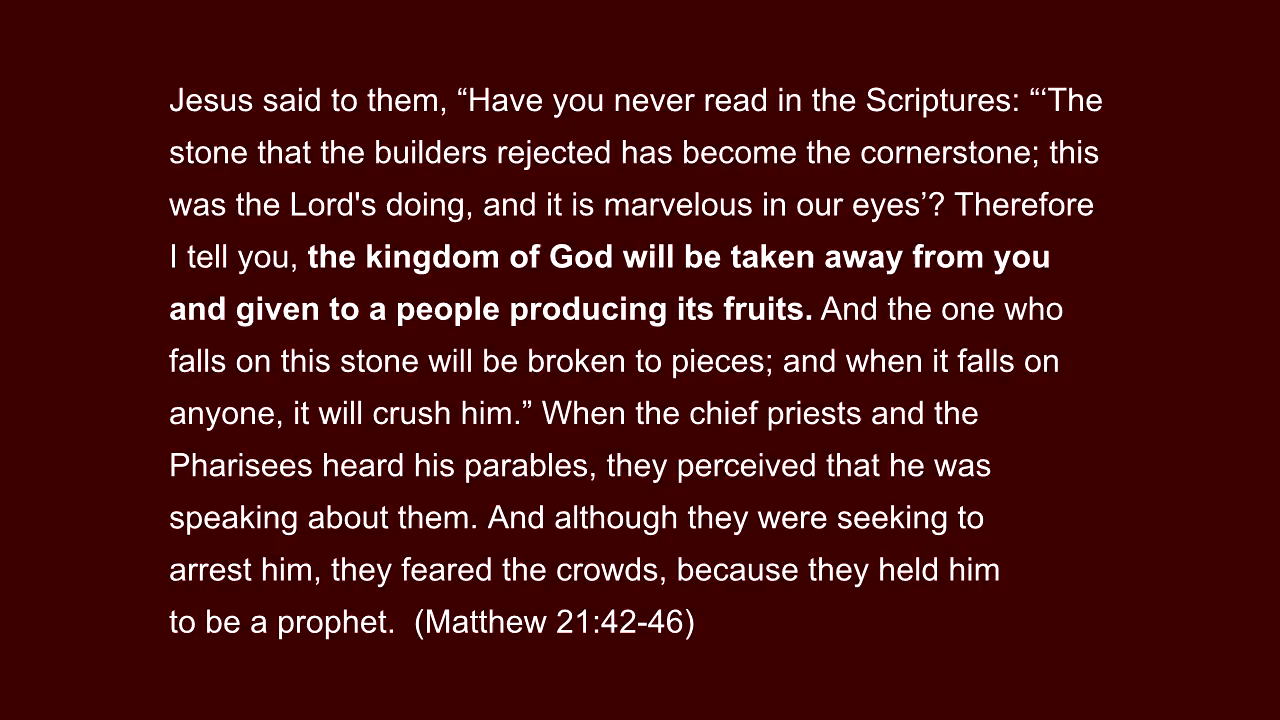 Jesus said to them, “Have you never read in the Scriptures: “‘The
stone that the builders rejected has become the cornerstone; this
was the Lord's doing, and it is marvelous in our eyes’? Therefore
I tell you, the kingdom of God will be taken away from you
and given to a people producing its fruits. And the one who
falls on this stone will be broken to pieces; and when it falls on
anyone, it will crush him.” When the chief priests and the
Pharisees heard his parables, they perceived that he was
speaking about them. And although they were seeking to
arrest him, they feared the crowds, because they held him
to be a prophet.  (Matthew 21:42-46)